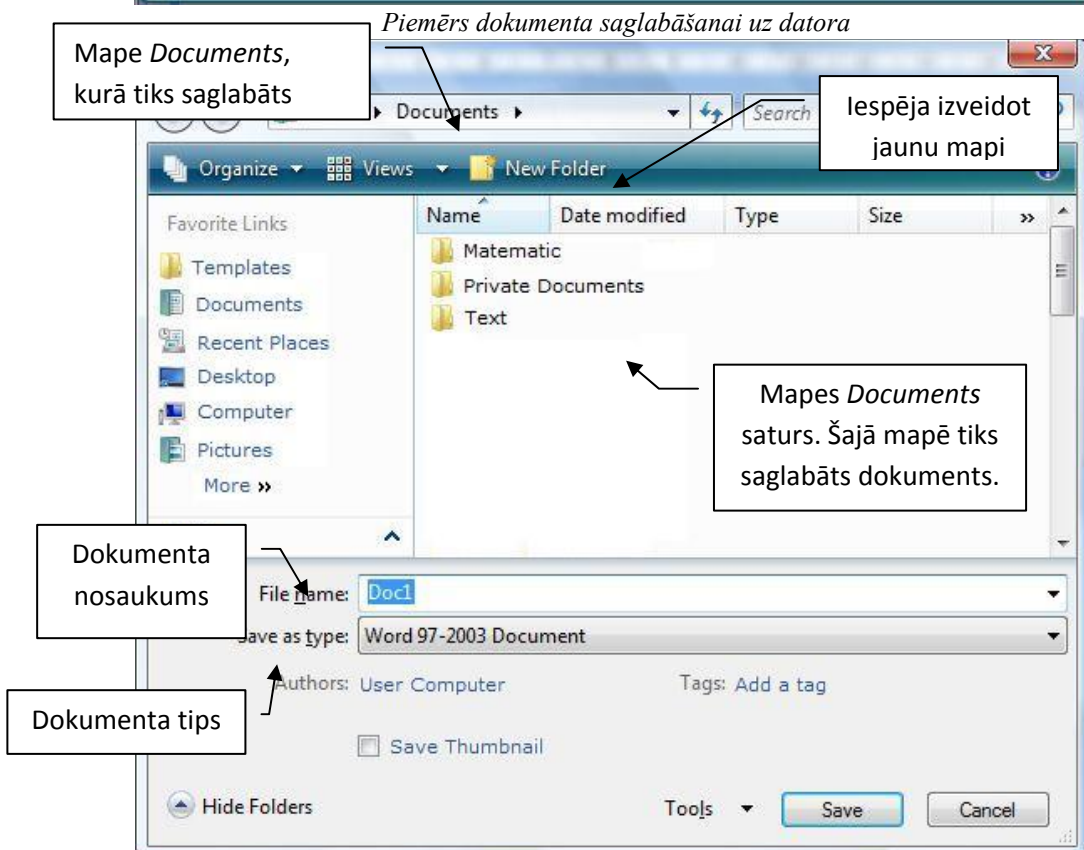 Piemērs dokumenta saglabāšanai uz datora
Mape Documents,
kurā tiks saglabāts
Documents
Search
Iespēja izveidot
jaunu mapi
Organize Views New Folder
Favorite Links
Templates
Documents
Recent Places
Desktop
Computer
Pictures
More »
Name Date modified Type Size »
Matematic
Private Documents
Text
Mapes Documents
saturs. Šajā mapē tiks
saglabāts dokuments.
Dokumenta
nosaukums
File name: Doc1
Save as type: Word 97-2003 Document
Dokumenta tips
Authors: User Computer Tags: Add a tag
Save Thumbnail
Hide Folders Tools Save Cancel